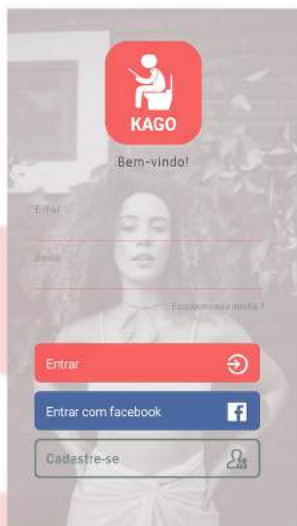 KAGO
Bem-vindo!
Email
Senha
Esqueceu sua senha ?
Entrar
Entrar com facebook
Cadastre-se